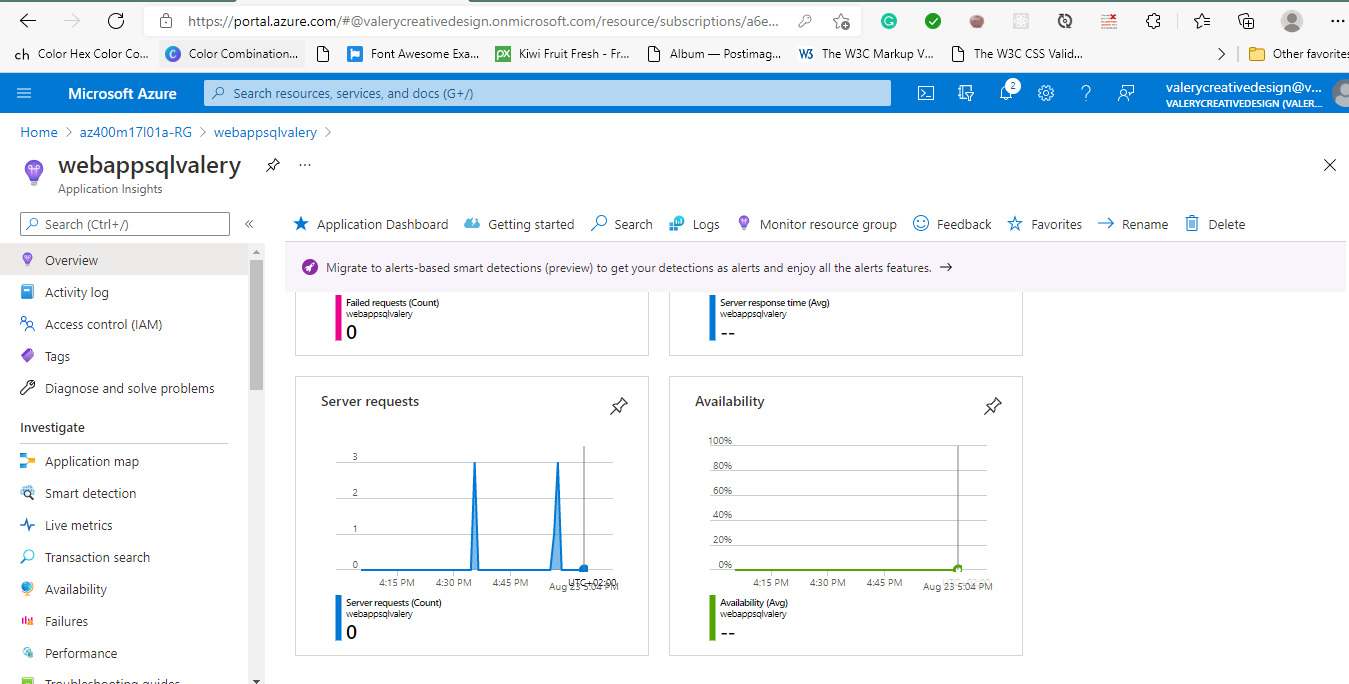 https://portal.azure.com/#@valerycreativedesign.onmicrosoft.com/resource/subscriptions/a6e...
ch Color Hex Color Co... C Color Combination... Font Awesome Exa... px Kiwi Fruit Fresh - Fr... Album — Postimag... W3 The W3C Markup V... The W3C CSS Valid... Other favorites
Microsoft Azure Search resources, services, and docs (G+/) 2 valerycreativedesign@v...
VALERYCREATIVEDESIGN (VALER...
Home > az400m17l01a-RG > webappsqlvalery >
webappsqlvalery ...
Application Insights
Search (Ctrl+/) «
Application Dashboard Getting started Search Logs Monitor resource group Feedback Favorites Rename Delete
Migrate to alerts-based smart detections (preview) to get your detections as alerts and enjoy all the alerts features. →
Overview
Activity log
Access control (IAM)
Tags
Diagnose and solve problems
Investigate
Application map
Smart detection
Live metrics
Transaction search
Availability
Failures
Performance
Troubleshooting guides
Failed requests (Count)
webappsqlvalery
0
Server response time (Avg)
webappsqlvalery
--
Server requests
3
2
1
0
4:15 PM 4:30 PM 4:45 PM UTC+02:00
Aug 23 5:04 PM
Server requests (Count)
webappsqlvalery
0
Availability
100%
80%
60%
40%
20%
0%
4:15 PM 4:30 PM 4:45 PM UTC+02:00
Aug 23 5:04 PM
Availability (Avg)
webappsqlvalery
--